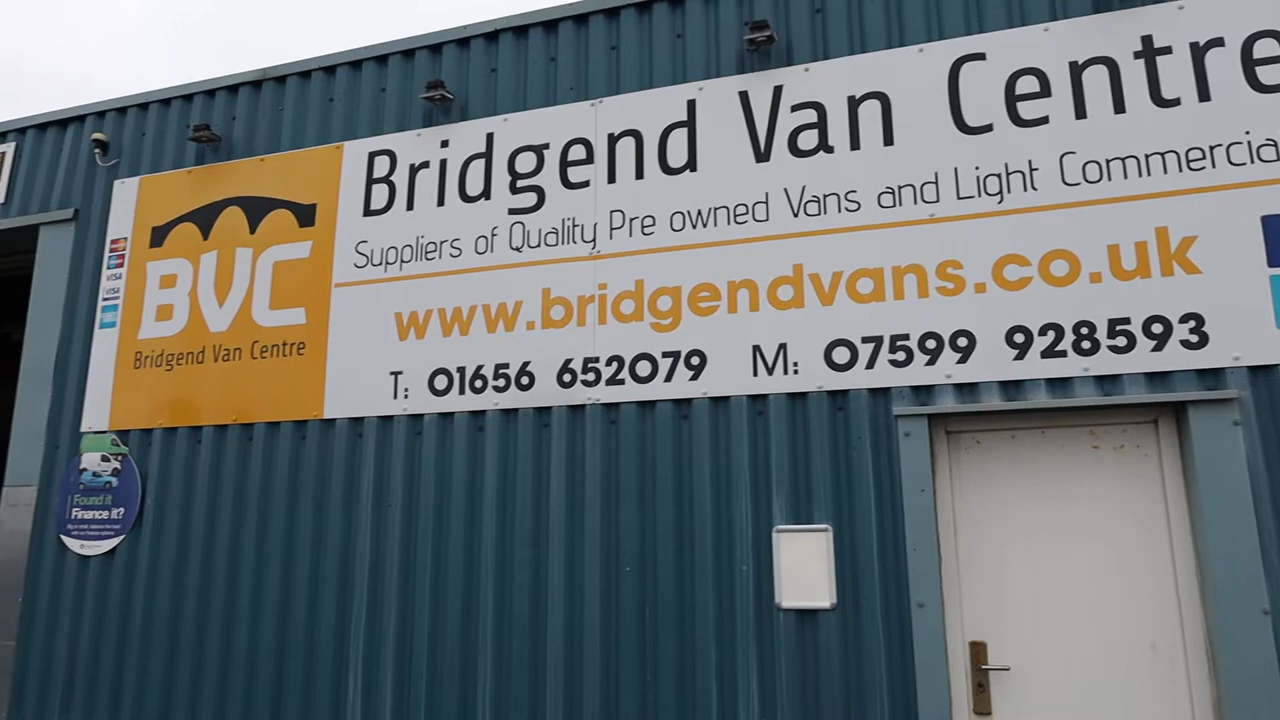 Bridgend Van Centre
Suppliers of Quality Pre owned Vans and Light Commercia
www.bridgendvans.co.uk
T: 01656 652079 M: 07599 928593
BVC
Bridgend Van Centre
VISA
VISA
Found it
Finance it?